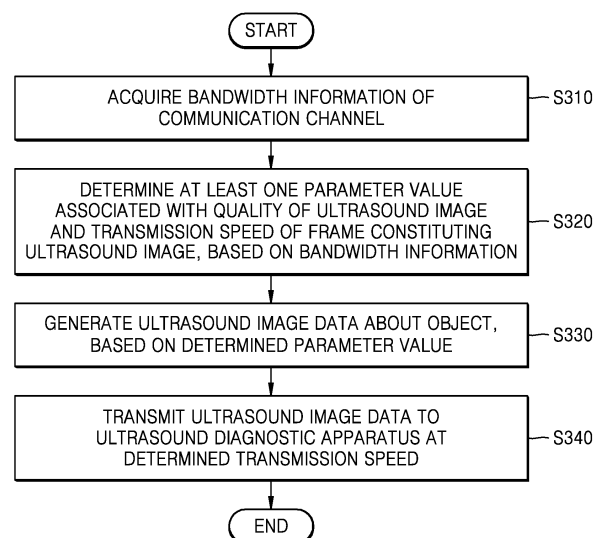 START
ACQUIRE BANDWIDTH INFORMATION OF
COMMUNICATION CHANNEL
S310
DETERMINE AT LEAST ONE PARAMETER VALUE
ASSOCIATED WITH QUALITY OF ULTRASOUND IMAGE
AND TRANSMISSION SPEED OF FRAME CONSTITUTING
ULTRASOUND IMAGE, BASED ON BANDWIDTH INFORMATION
S320
GENERATE ULTRASOUND IMAGE DATA ABOUT OBJECT,
BASED ON DETERMINED PARAMETER VALUE
S330
TRANSMIT ULTRASOUND IMAGE DATA TO
ULTRASOUND DIAGNOSTIC APPARATUS AT
DETERMINED TRANSMISSION SPEED
S340
END